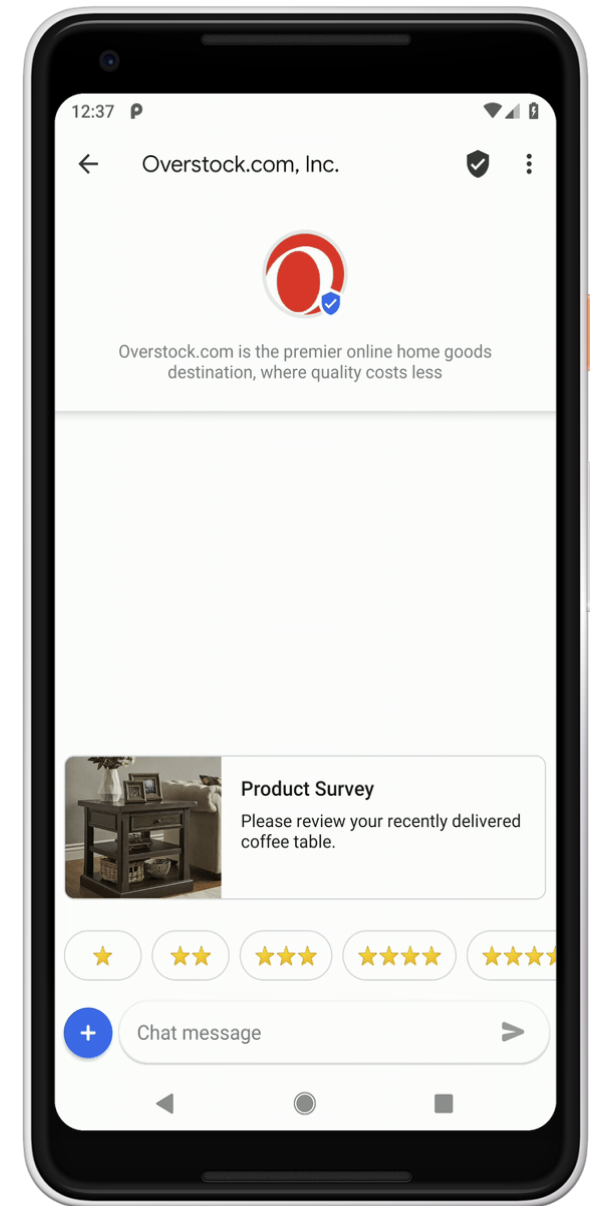 12:37
Overstock.com, Inc.
Overstock.com is the premier online home goods
destination, where quality costs less
Product Survey
Please review your recently delivered
coffee table.
Chat message